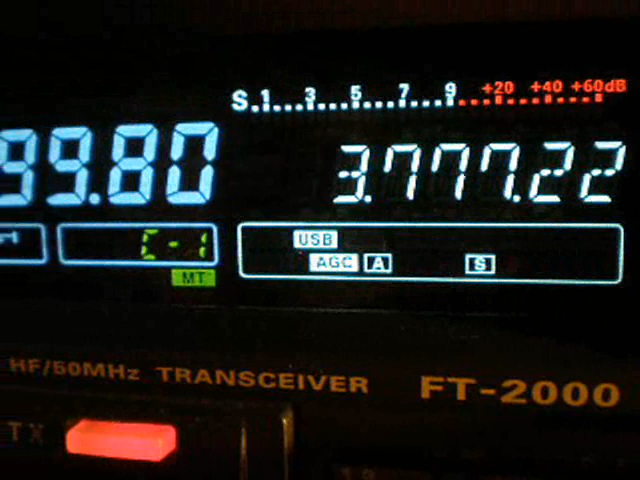 S.1 3 5 7 9 +20 +40 +60dB
99.80 3.777.22
C-1 USB
AGC A S
MT
HF/50MHz TRANSCEIVER FT-2000
TX